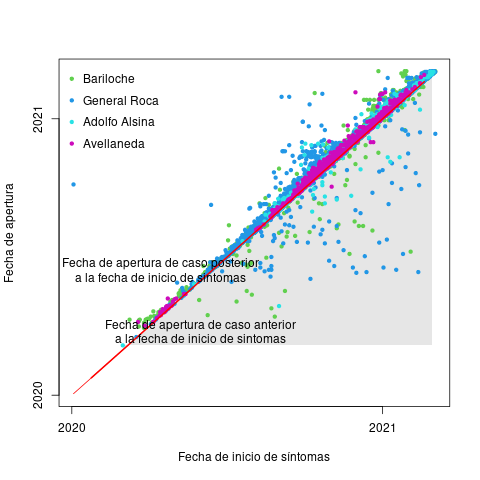 Bariloche
General Roca
Adolfo Alsina
Avellaneda
2021
Fecha de apertura
Fecha de apertura de caso posterior
a la fecha de inicio de síntomas
Fecha de apertura de caso anterior
a la fecha de inicio de síntomas
2020
2020
2021
Fecha de inicio de síntomas